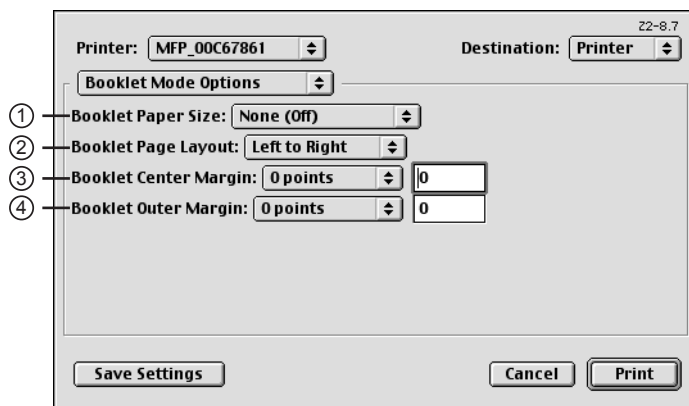 Z2-8.7
Printer: MFP_00C67861 Destination: Printer
Booklet Mode Options
① Booklet Paper Size: None (Off)
② Booklet Page Layout: Left to Right
③ Booklet Center Margin: 0 points 0
④ Booklet Outer Margin: 0 points 0
Save Settings Cancel Print